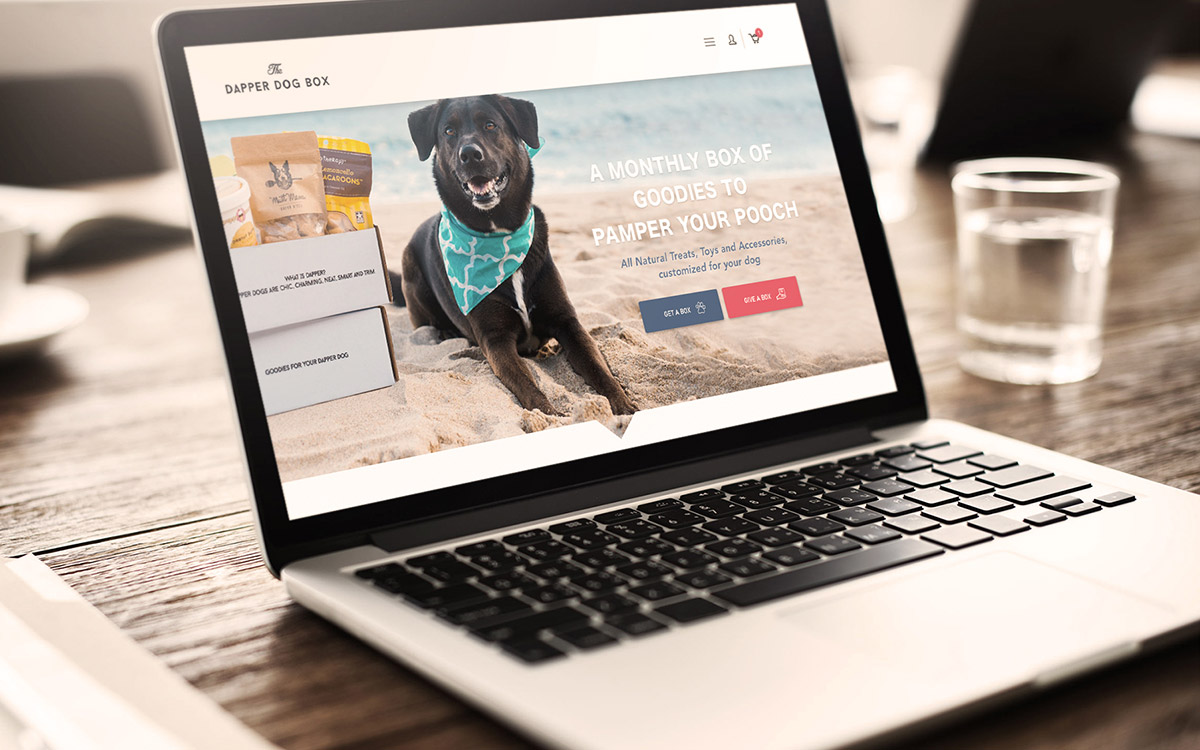 The
DAPPER DOG BOX
A MONTHLY BOX OF
GOODIES TO
PAMPER YOUR POOCH
All Natural Treats, Toys and Accessories,
customized for your dog
GET A BOX
GIVE A BOX
MACAROONS
WHAT IS DAPPER?
PPER DOGS ARE CHIC, CHARMING, NEAT, SMART AND TRIM
GOODIES FOR YOUR DAPPER DOG